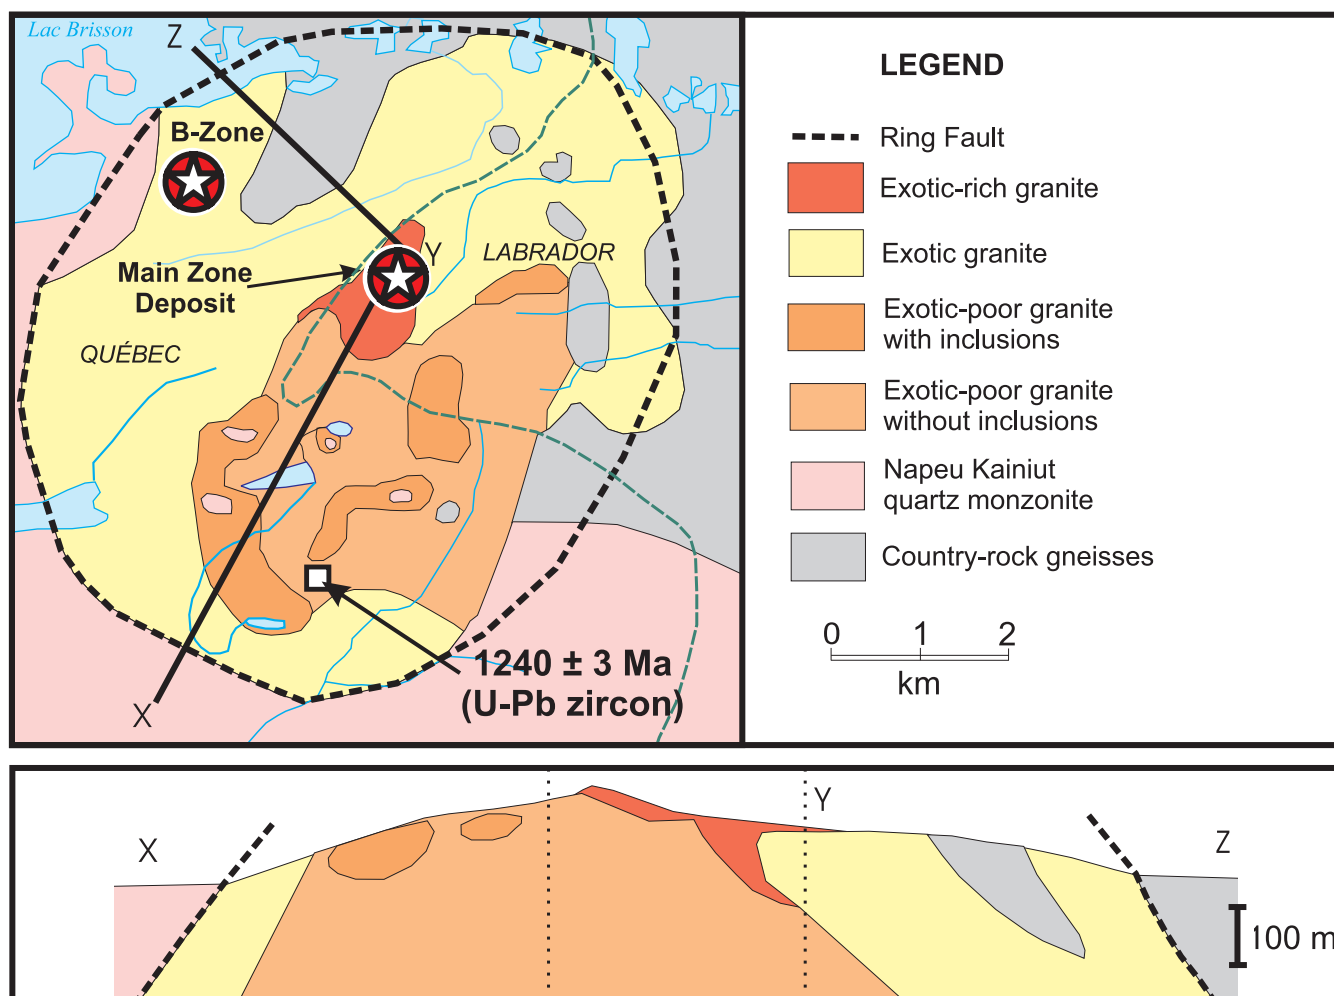 Lac Brisson
Z
B-Zone
Y
LABRADOR
Main Zone
Deposit
QUÉBEC
1240 ± 3 Ma
(U-Pb zircon)
X
LEGEND
Ring Fault
Exotic-rich granite
Exotic granite
Exotic-poor granite
with inclusions
Exotic-poor granite
without inclusions
Napeu Kainiut
quartz monzonite
Country-rock gneisses
0 1 2
km
X
Y
Z
100 m